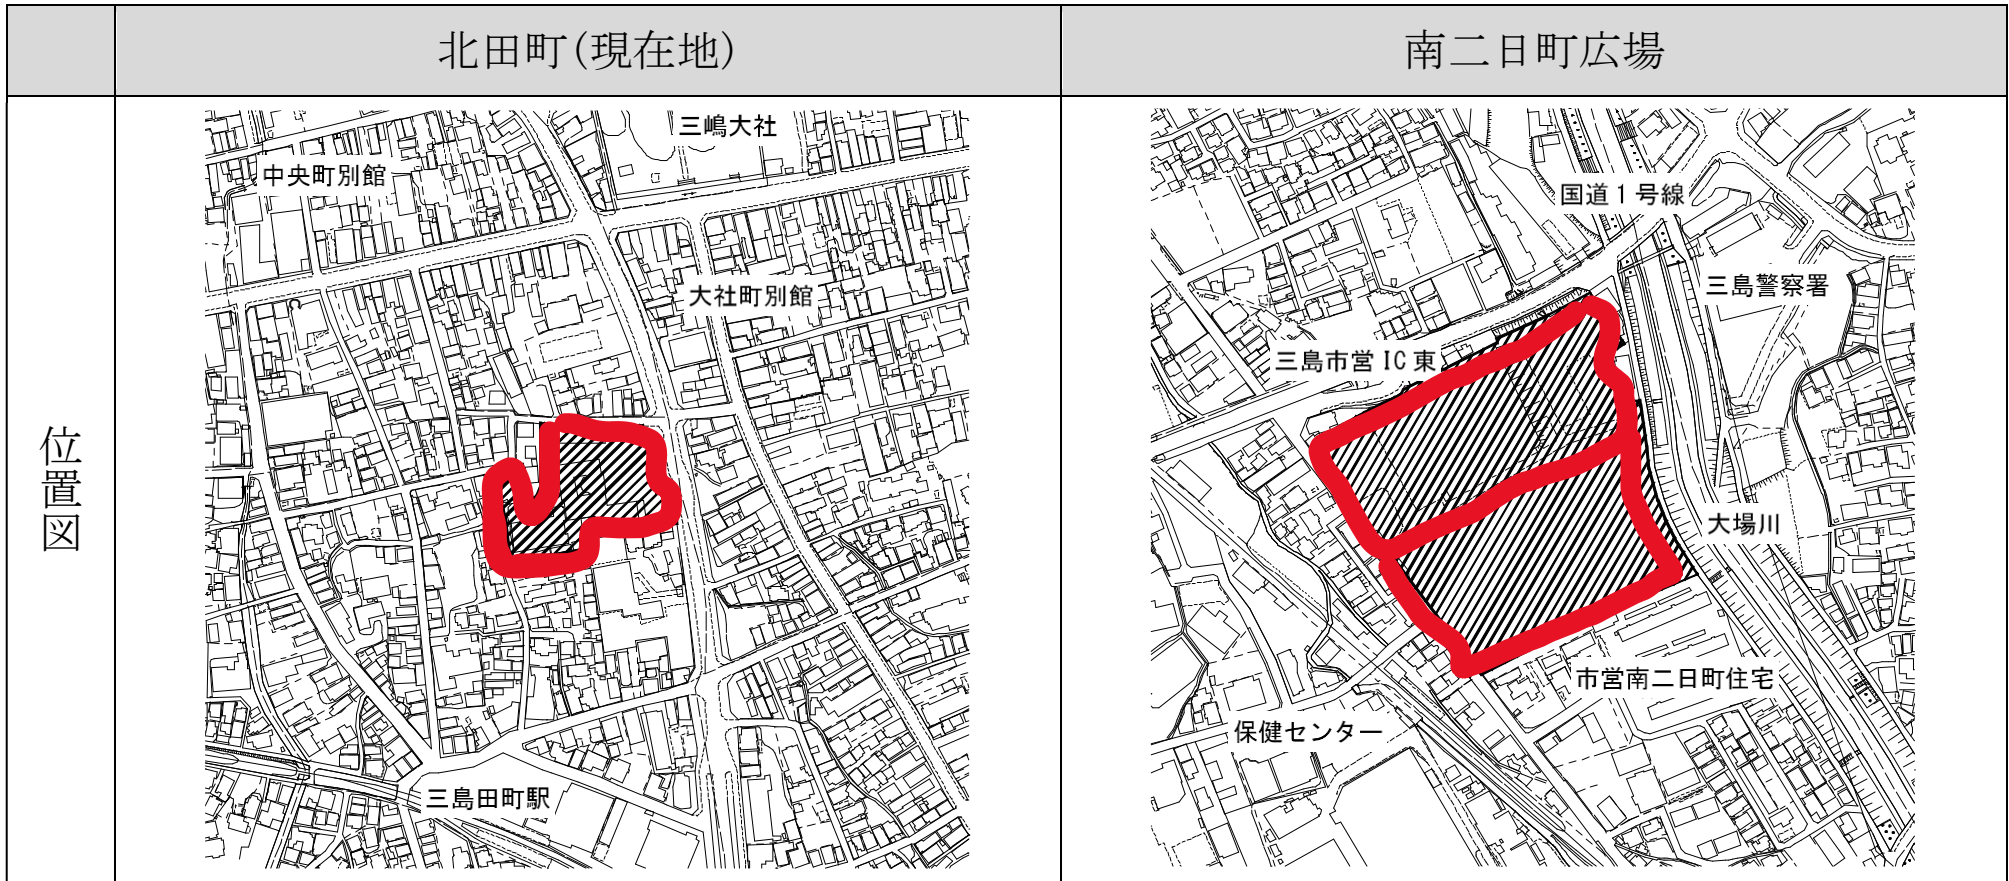 北田町(現在地)
南二日町広場
位置図
三嶋大社
中央町別館
大社町別館
三島田町駅
国道1号線
三島警察署
三島市営 IC 東
大場川
市営南二日町住宅
保健センター